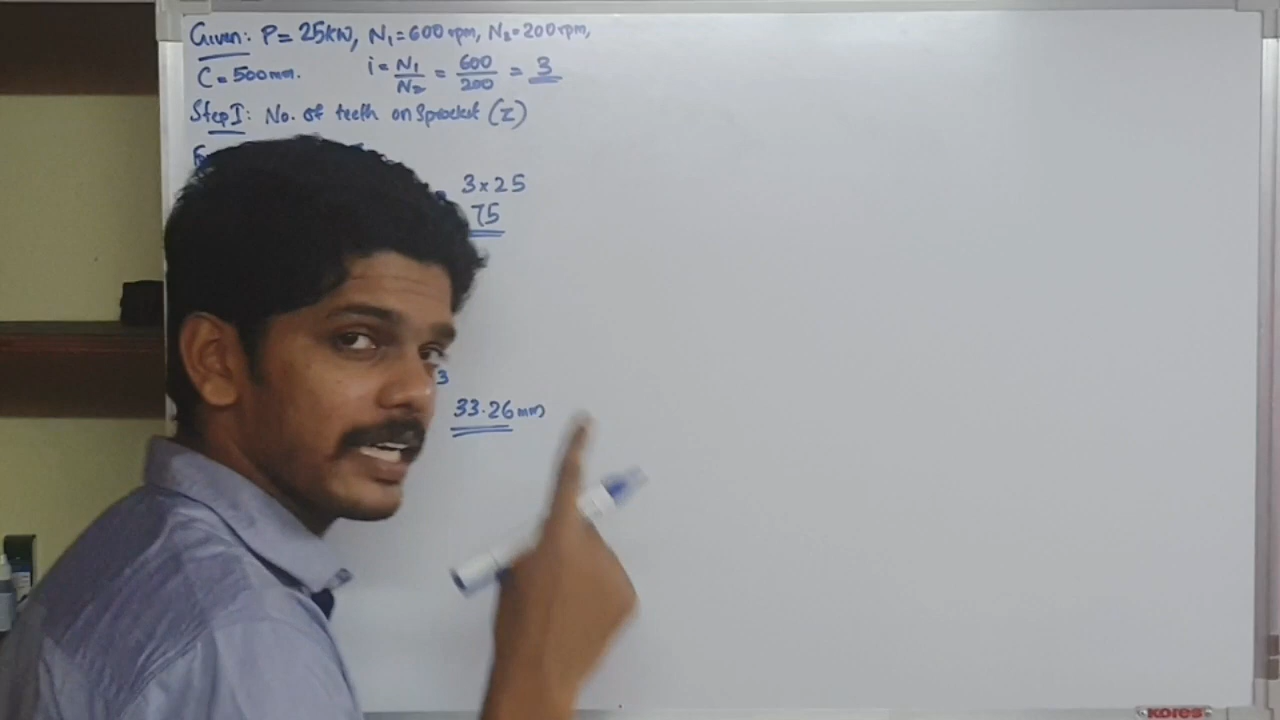 Given: P = 25kW, N₁ = 600 rpm, N₂ = 200 rpm,
C = 500mm. i = N₁/N₂ = 600/200 = 3
Step I: No. of teeth on Sprocket (Z)
= 3 x 25
75
3
33.26 mm
KORES